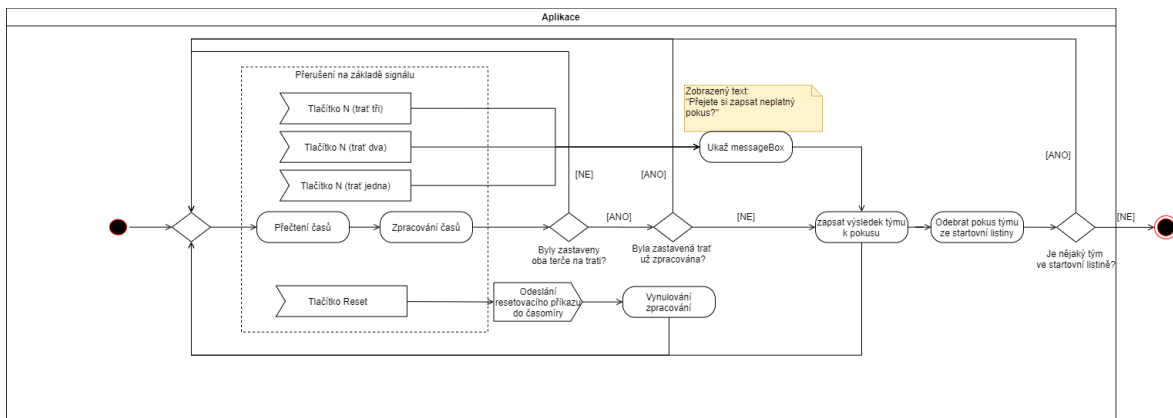 Aplikace
Přerušení na základě signálu
Tlačítko N (trať tři)
Tlačítko N (trať dva)
Tlačítko N (trať jedna)
Zobrazený text:
"Přejete si zapsat neplatný
pokus?"
Ukaž messageBox
[NE]
[ANO]
[ANO]
Přečtení časů
Zpracování časů
[ANO]
[NE]
zapsat výsledek týmu
k pokusu
Odebrat pokus týmu
ze startovní listiny
[NE]
Byly zastaveny
oba terče na trati?
Byla zastavená trať
už zpracována?
Je nějaký tým
ve startovní listině?
Tlačítko Reset
Odeslání
resetovacího příkazu
do časomíry
Vynulování
zpracování